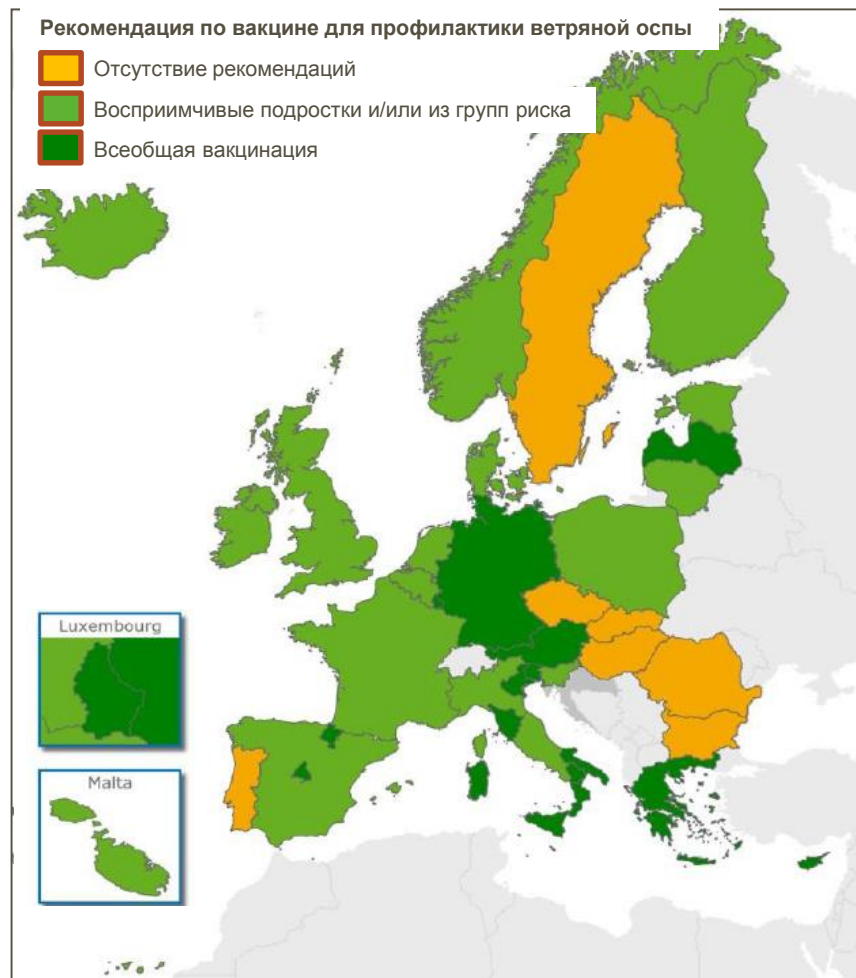 Рекомендация по вакцине для профилактики ветряной оспы
Отсутствие рекомендаций
Восприимчивые подростки и/или из групп риска
Всеобщая вакцинация
Luxembourg
Malta